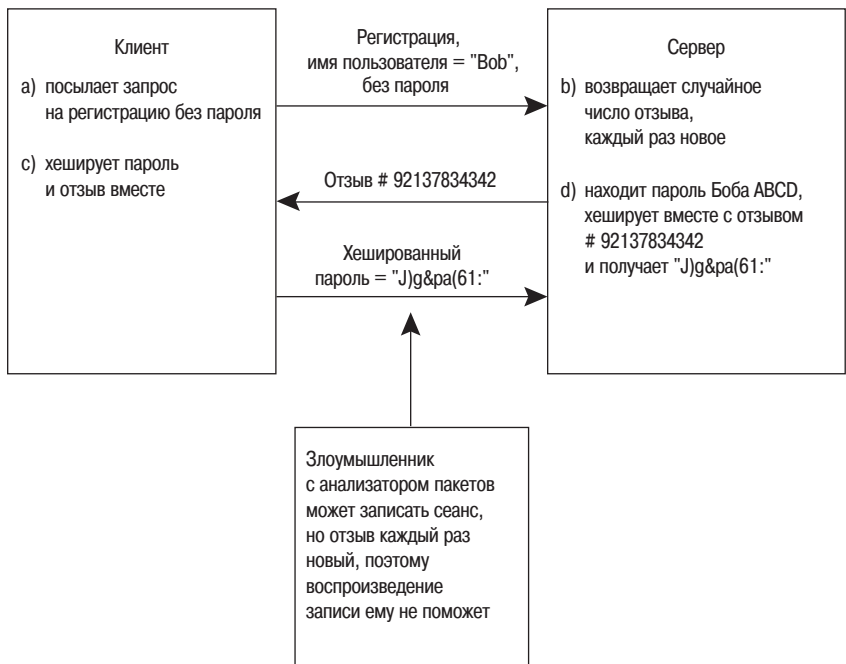 Клиент
a) посылает запрос
на регистрацию без пароля
c) хеширует пароль
и отзыв вместе
Регистрация,
имя пользователя = "Bob",
без пароля
Отзыв # 92137834342
Хешированный
пароль = "J)g&pa(61:"
Сервер
b) возвращает случайное
число отзыва,
каждый раз новое
d) находит пароль Боба ABCD,
хеширует вместе с отзывом
# 92137834342
и получает "J)g&pa(61:"
Злоумышленник
с анализатором пакетов
может записать сеанс,
но отзыв каждый раз
новый, поэтому
воспроизведение
записи ему не поможет